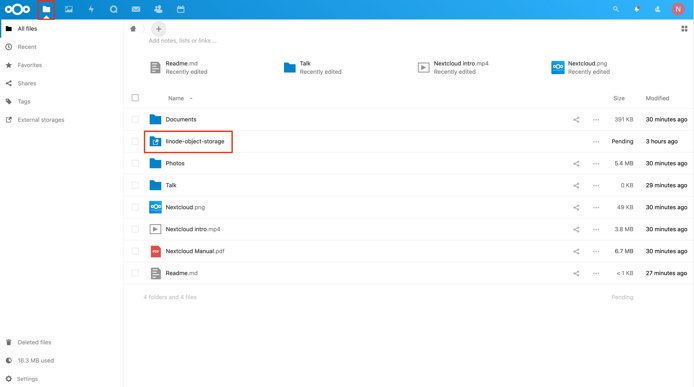 N
All files
Add notes, lists or links ...
Recent
Favorites
Shares
Tags
External storages
Readme.md
Recently edited
Talk
Recently edited
Nextcloud intro.mp4
Recently edited
Nextcloud.png
Recently edited
Name Size Modified
Documents 391 KB 30 minutes ago
linode-object-storage Pending 3 hours ago
Photos 5.4 MB 30 minutes ago
Talk 0 KB 29 minutes ago
Nextcloud.png 49 KB 30 minutes ago
Nextcloud intro.mp4 3.8 MB 30 minutes ago
PDF Nextcloud Manual.pdf 6.7 MB 30 minutes ago
Readme.md < 1 KB 27 minutes ago
4 folders and 4 files Pending
Deleted files
16.3 MB used
Settings